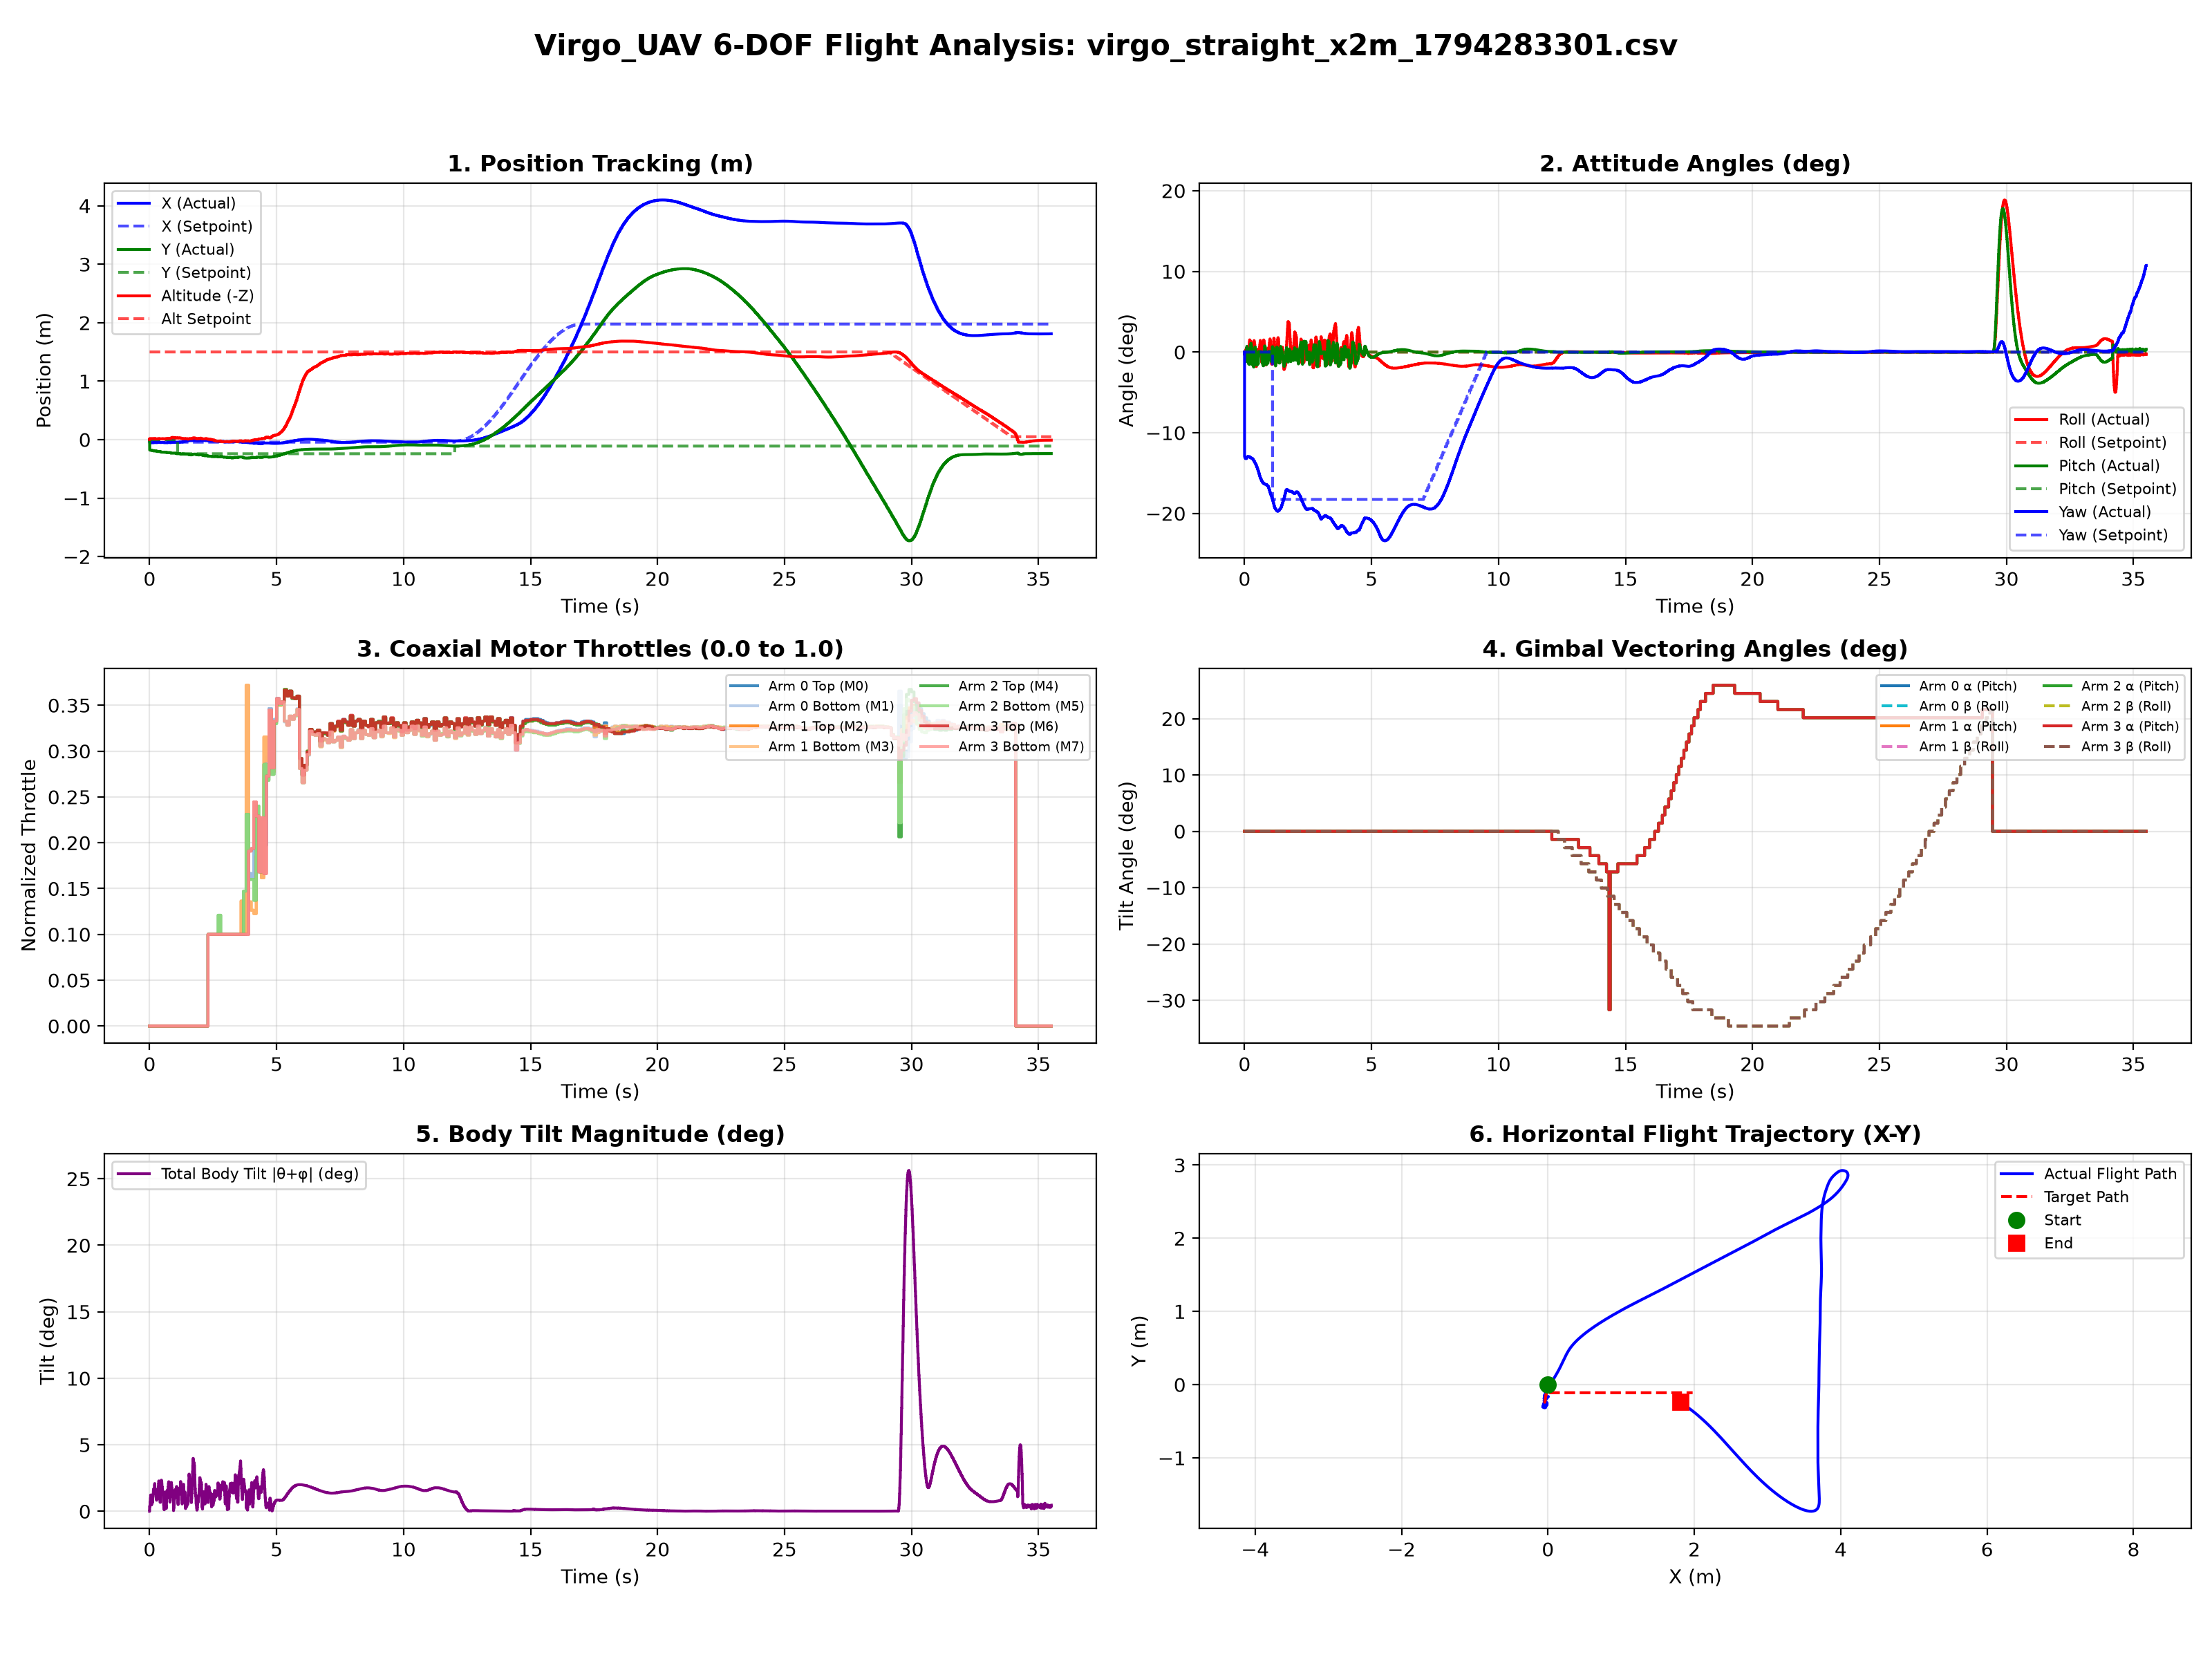 Virgo_UAV 6-DOF Flight Analysis: virgo_straight_x2m_1794283301.csv
1. Position Tracking (m)
Position (m)
4
3
2
1
0
−1
−2
X (Actual)
X (Setpoint)
Y (Actual)
Y (Setpoint)
Altitude (-Z)
Alt Setpoint
0 5 10 15 20 25 30 35
Time (s)
2. Attitude Angles (deg)
Angle (deg)
20
10
0
−10
−20
Roll (Actual)
Roll (Setpoint)
Pitch (Actual)
Pitch (Setpoint)
Yaw (Actual)
Yaw (Setpoint)
0 5 10 15 20 25 30 35
Time (s)
3. Coaxial Motor Throttles (0.0 to 1.0)
Normalized Throttle
0.35
0.30
0.25
0.20
0.15
0.10
0.05
0.00
Arm 0 Top (M0) Arm 2 Top (M4)
Arm 0 Bottom (M1) Arm 2 Bottom (M5)
Arm 1 Top (M2) Arm 3 Top (M6)
Arm 1 Bottom (M3) Arm 3 Bottom (M7)
0 5 10 15 20 25 30 35
Time (s)
4. Gimbal Vectoring Angles (deg)
Tilt Angle (deg)
20
10
0
−10
−20
−30
Arm 0 α (Pitch) Arm 2 α (Pitch)
Arm 0 β (Roll) Arm 2 β (Roll)
Arm 1 α (Pitch) Arm 3 α (Pitch)
Arm 1 β (Roll) Arm 3 β (Roll)
0 5 10 15 20 25 30 35
Time (s)
5. Body Tilt Magnitude (deg)
Tilt (deg)
25
20
15
10
5
0
Total Body Tilt |θ+φ| (deg)
0 5 10 15 20 25 30 35
Time (s)
6. Horizontal Flight Trajectory (X-Y)
Y (m)
3
2
1
0
−1
Actual Flight Path
Target Path
Start
End
−4 −2 0 2 4 6 8
X (m)